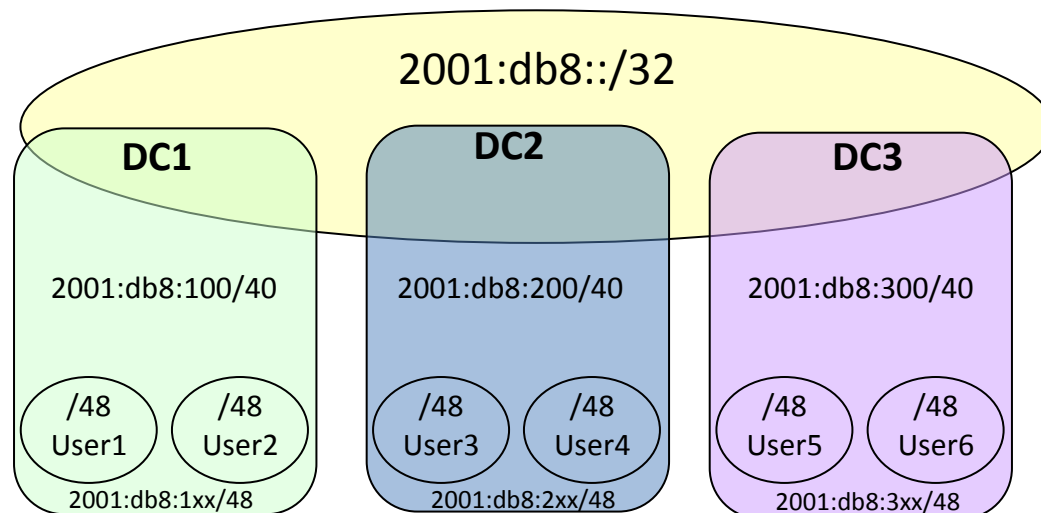 2001:db8::/32
DC1
DC2
DC3
2001:db8:100/40
2001:db8:200/40
2001:db8:300/40
/48
User1
/48
User2
/48
User3
/48
User4
/48
User5
/48
User6
2001:db8:1xx/48
2001:db8:2xx/48
2001:db8:3xx/48